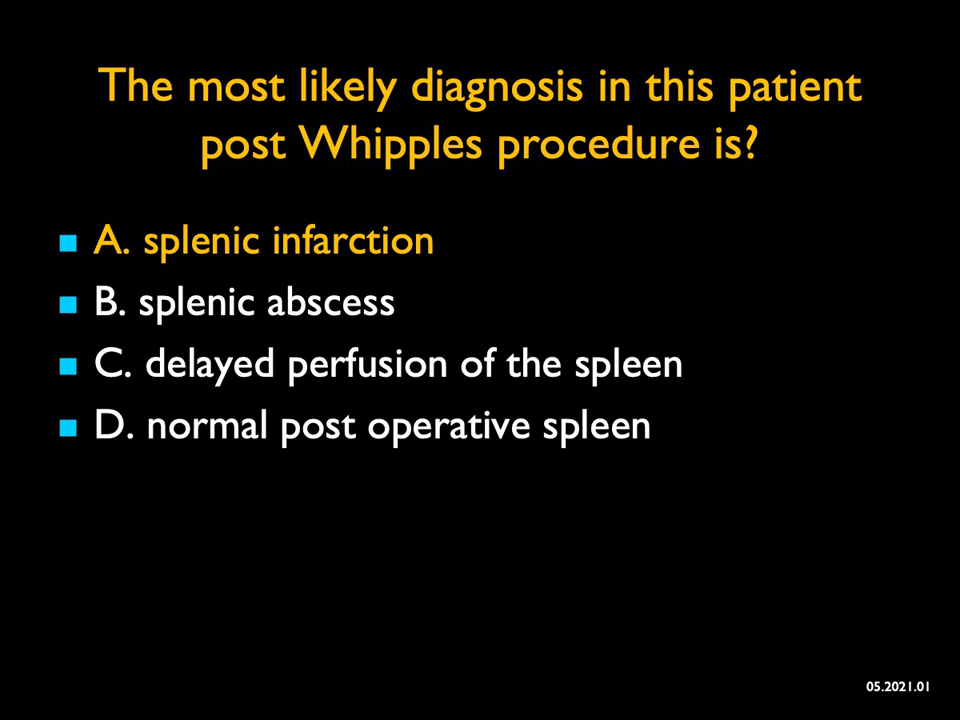 The most likely diagnosis in this patient
post Whipples procedure is?
A. splenic infarction
B. splenic abscess
C. delayed perfusion of the spleen
D. normal post operative spleen
05.2021.01